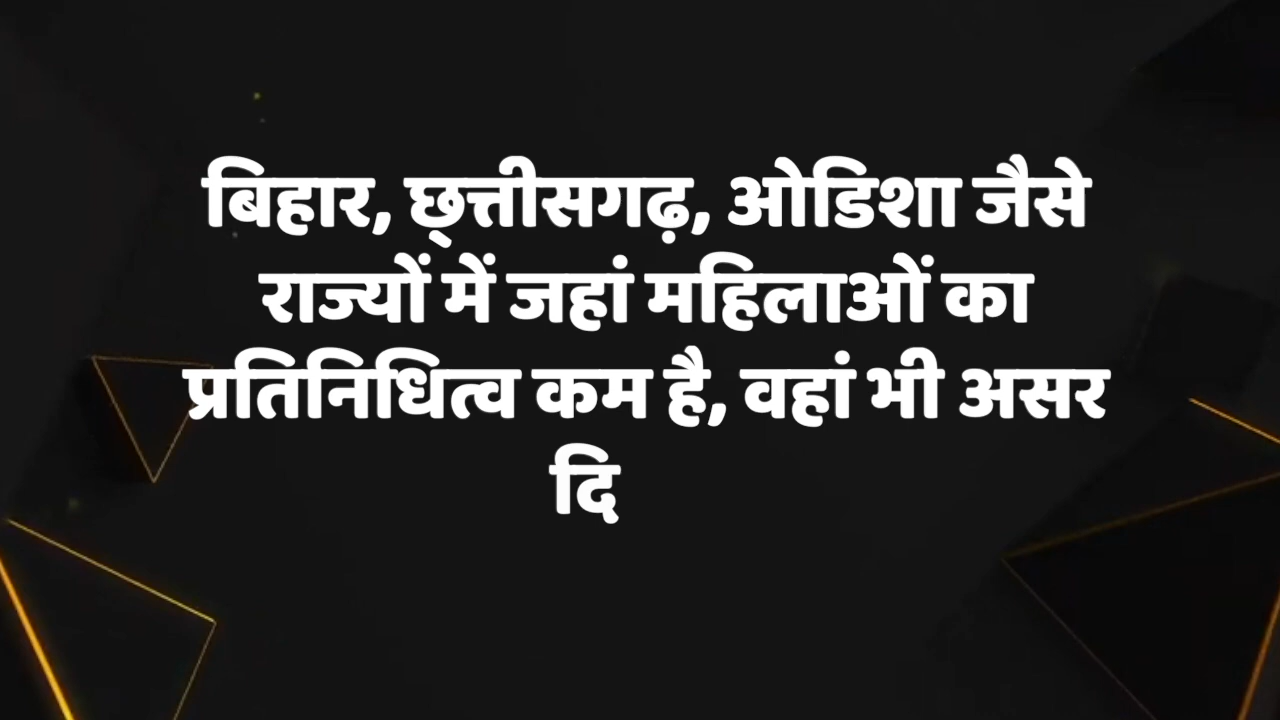 बिहार, छ्त्तीसगढ़, ओडिशा जैसे
राज्यों में जहां महिलाओं का
प्रतिनिधित्व कम है, वहां भी असर
दि